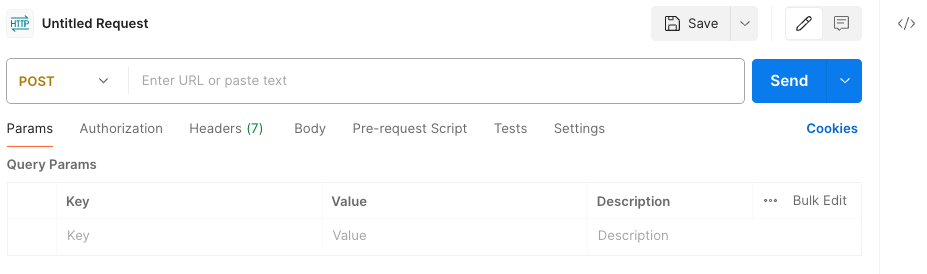 HTTP Untitled Request Save </>
POST Enter URL or paste text Send
Params Authorization Headers (7) Body Pre-request Script Tests Settings Cookies
Query Params
Key Value Description ••• Bulk Edit
Key Value Description